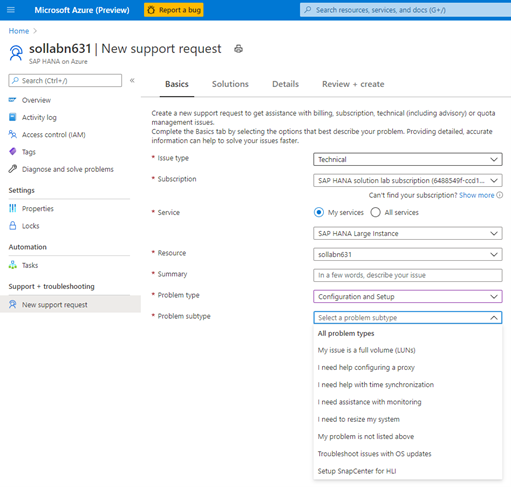 Microsoft Azure (Preview)
Report a bug
Search resources, services, and docs (G+/)
Home
sollabn631 | New support request
SAP HANA on Azure
Search (Ctrl+/)
Overview
Activity log
Access control (IAM)
Tags
Diagnose and solve problems
Settings
Properties
Locks
Automation
Tasks
Support + troubleshooting
New support request
Basics
Solutions
Details
Review + create
Create a new support request to get assistance with billing, subscription, technical (including advisory) or quota
management issues.
Complete the Basics tab by selecting the options that best describe your problem. Providing detailed, accurate
information can help to solve your issues faster.
* Issue type
Technical
* Subscription
SAP HANA solution lab subscription (6488549f-ccd1...
Can't find your subscription? Show more
* Service
My services
All services
SAP HANA Large Instance
* Resource
sollabn631
* Summary
In a few words, describe your issue
* Problem type
Configuration and Setup
* Problem subtype
Select a problem subtype
All problem types
My issue is a full volume (LUNs)
I need help configuring a proxy
I need help with time synchronization
I need assistance with monitoring
I need to resize my system
My problem is not listed above
Troubleshoot issues with OS updates
Setup SnapCenter for HLI